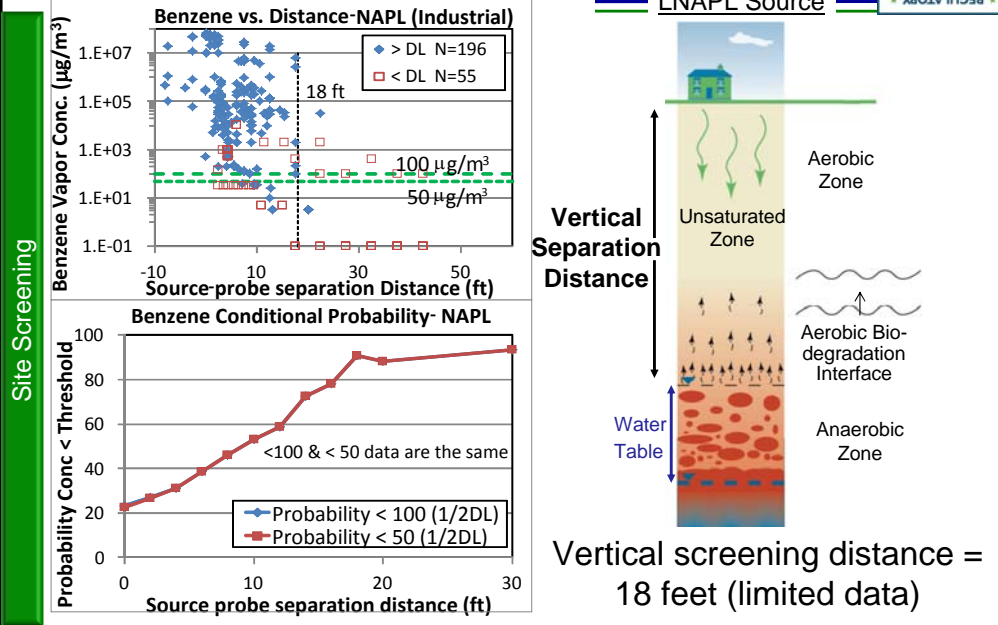 LNAPL Source
REGULATORY
Site Screening
Benzene vs. Distance-NAPL (Industrial)
Benzene Vapor Conc. (µg/m³)
1.E+07
1.E+05
1.E+03
1.E+01
1.E-01
> DL N=196
< DL N=55
18 ft
100 µg/m³
50 µg/m³
-10
10
30
50
Source-probe separation Distance (ft)
Benzene Conditional Probability- NAPL
Probability Conc < Threshold
100
80
60
40
20
0
<100 & < 50 data are the same
Probability < 100 (1/2DL)
Probability < 50 (1/2DL)
0
10
20
30
Source probe separation distance (ft)
Vertical
Separation
Distance
Unsaturated
Zone
Aerobic
Zone
Aerobic Bio-
degradation
Interface
Water
Table
Anaerobic
Zone
Vertical screening distance =
18 feet (limited data)